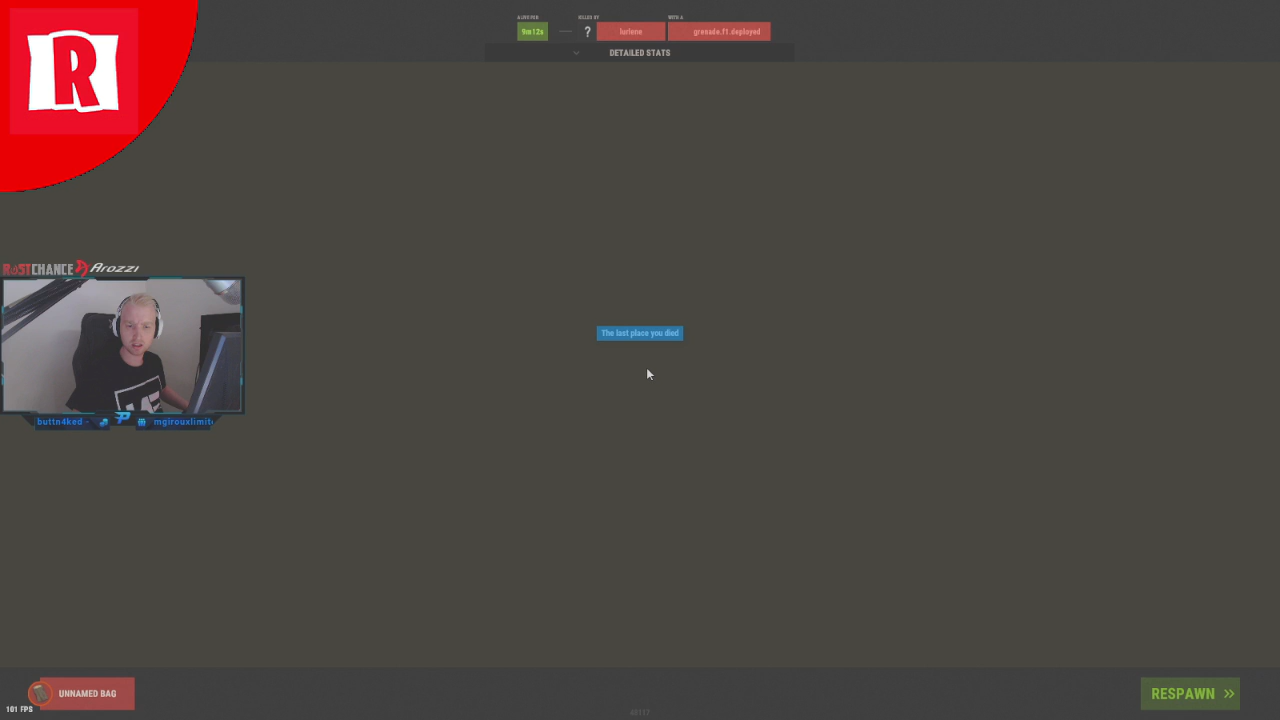 ALIVE FOR KILLED BY WITH A
9m12s ? lurlene grenade.f1.deployed
DETAILED STATS
R
RUSTCHANCE Arozzi
The last place you died
buttn4ked - mgirouxlimit
UNNAMED BAG
RESPAWN »
101 FPS